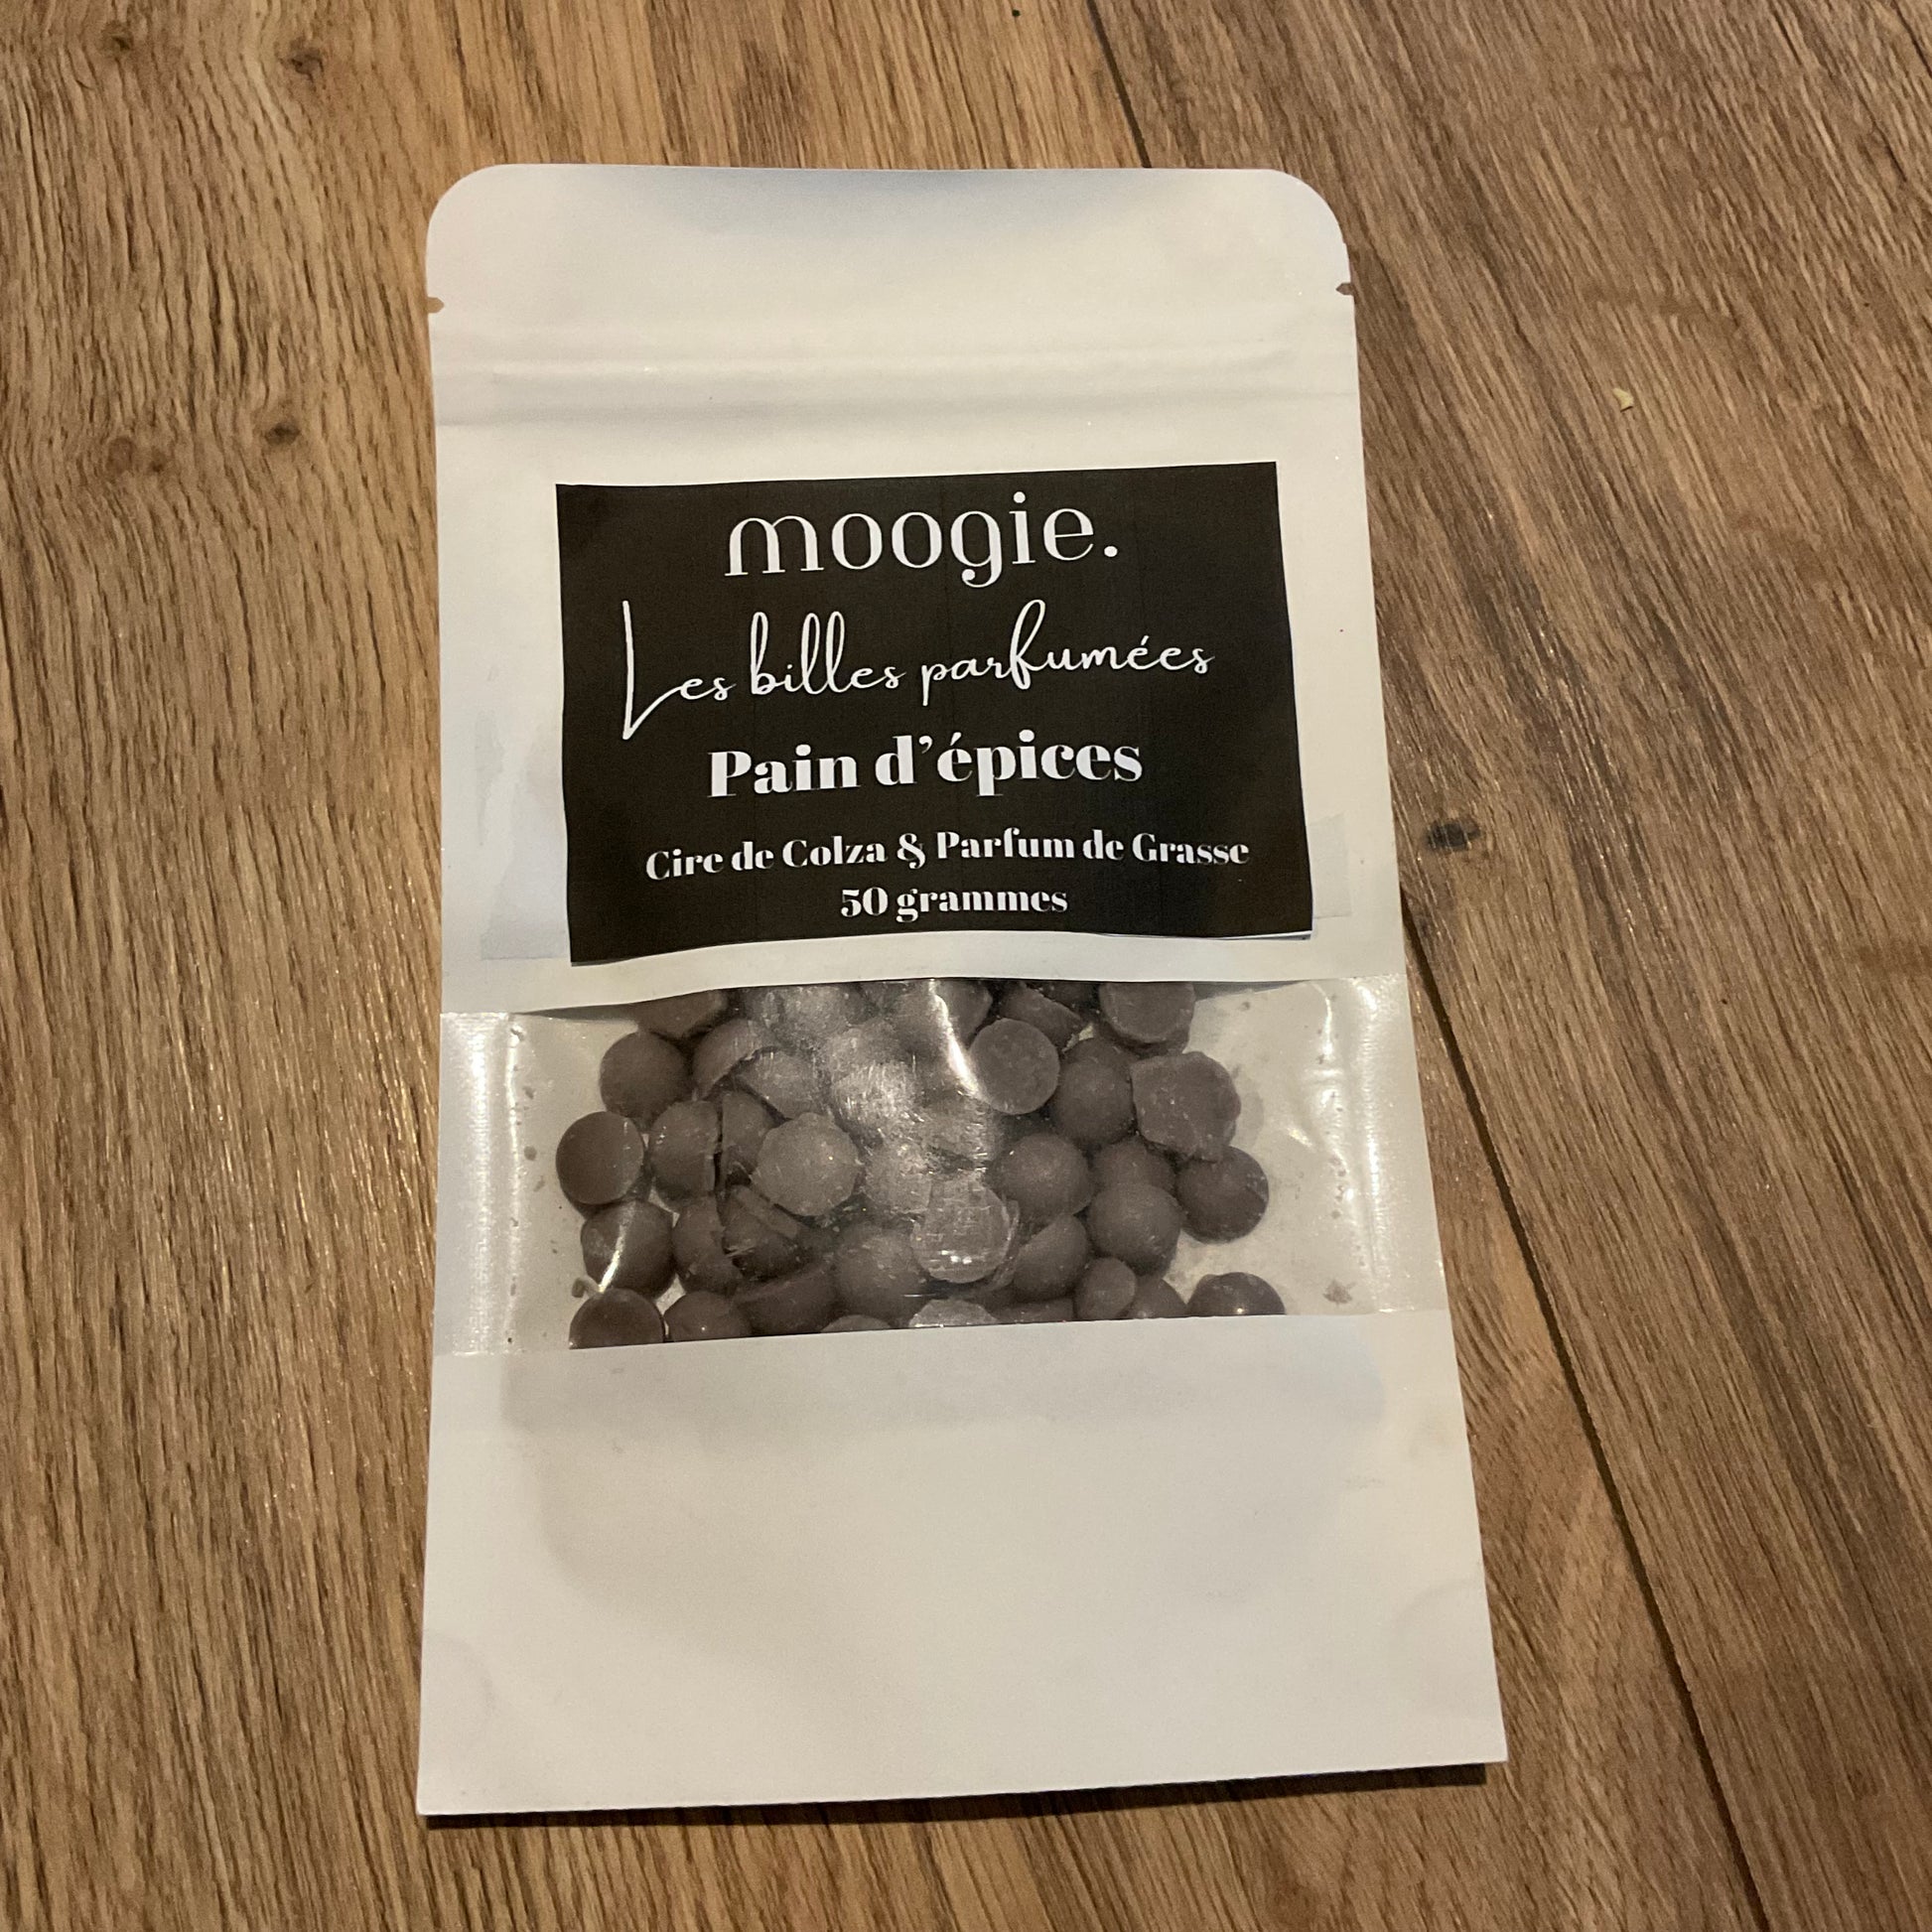 moogie.
Les billes parfumées
Pain d’épices
Cire de Colza & Parfum de Grasse
50 grammes